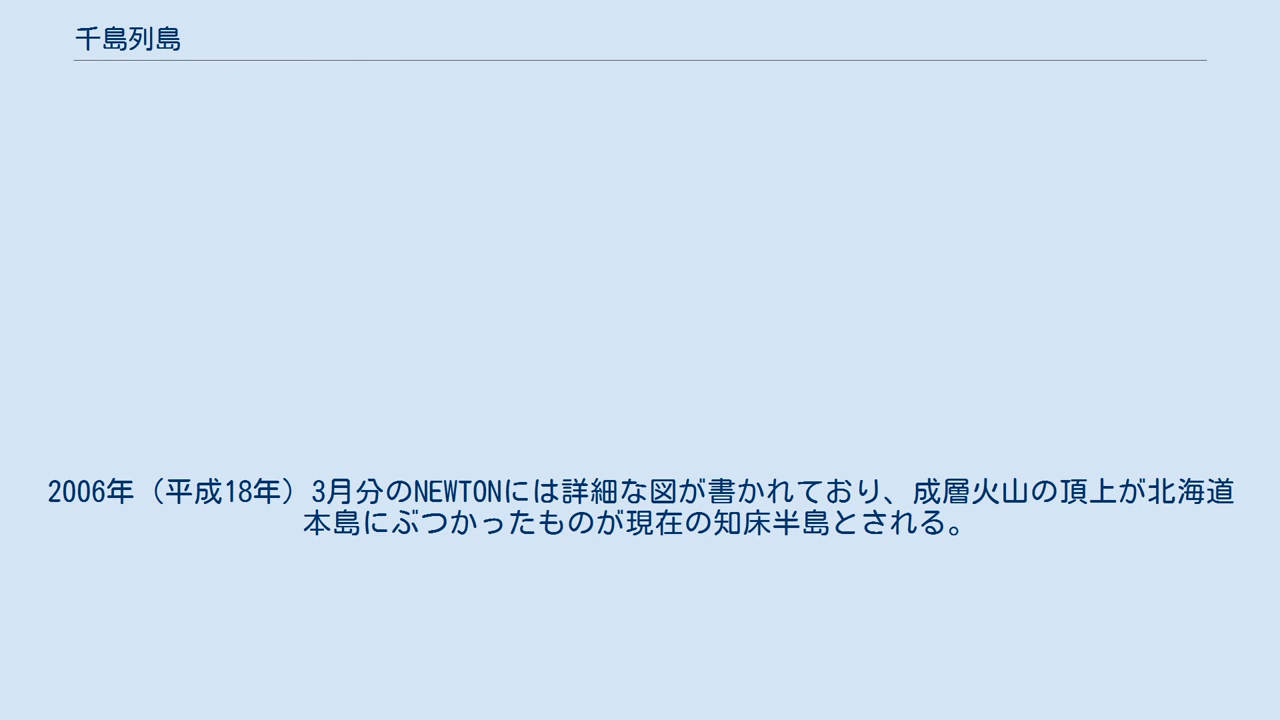 千島列島
2006年（平成18年）3月分のNEWTONには詳細な図が書かれており、成層火山の頂上が北海道
本島にぶつかったものが現在の知床半島とされる。